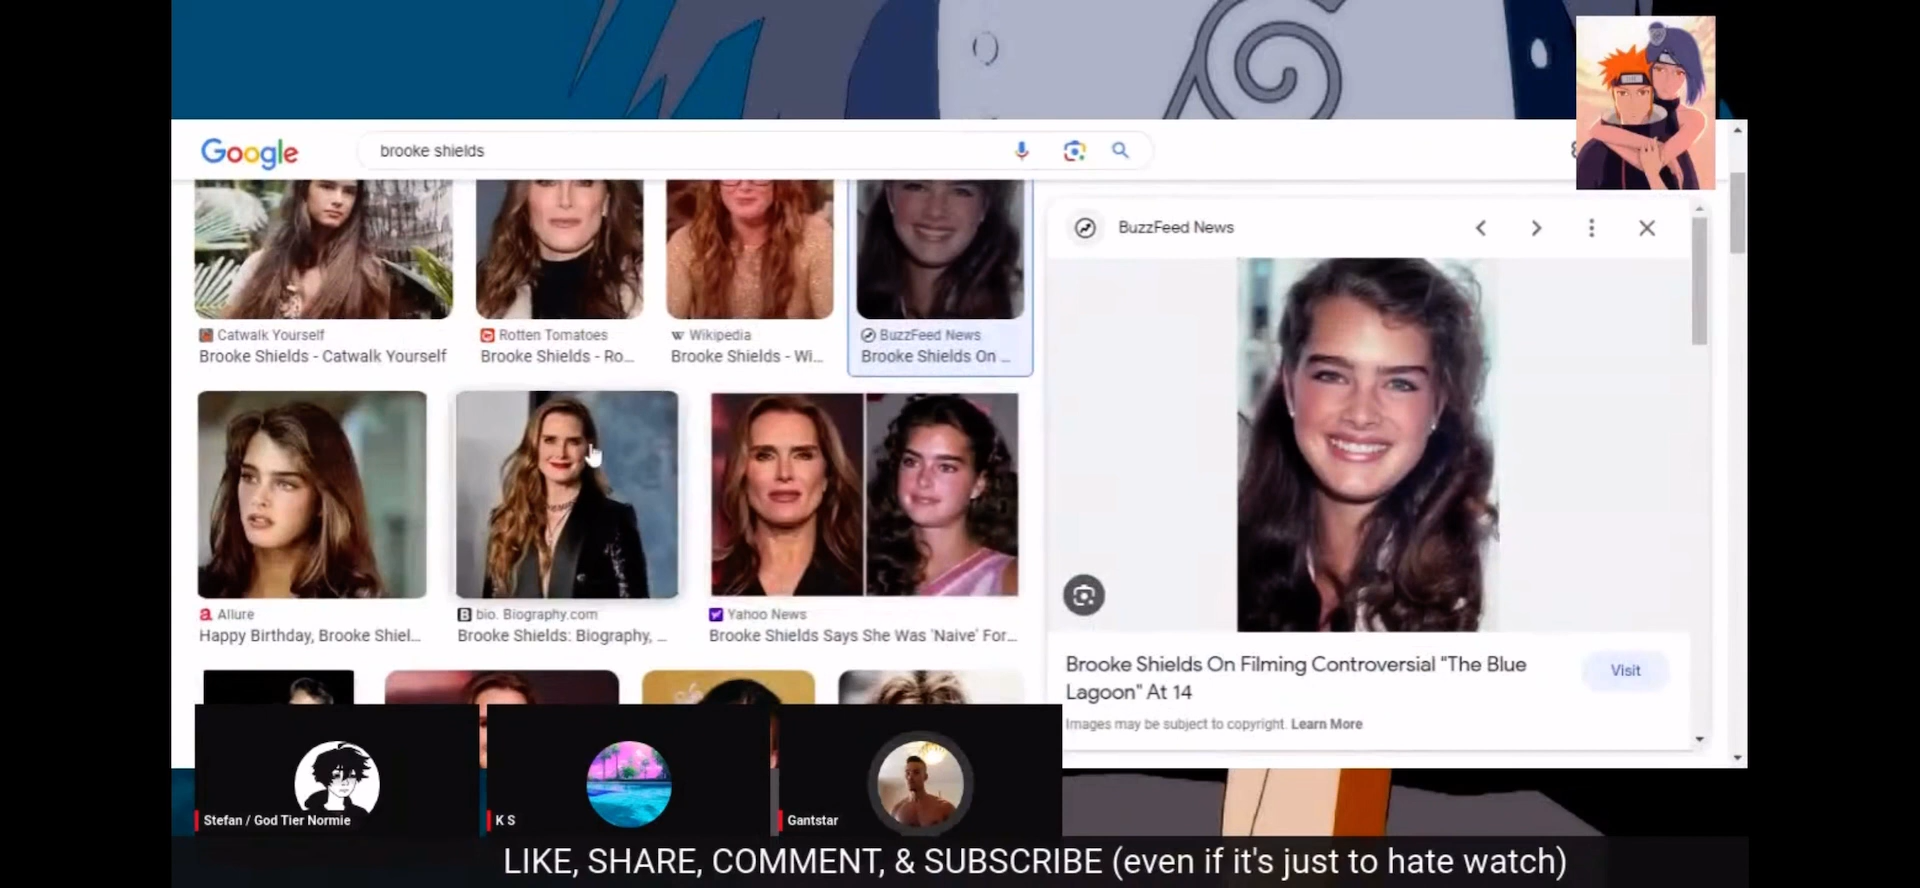 Google
brooke shields
BuzzFeed News
Catwalk Yourself
Brooke Shields - Catwalk Yourself
Rotten Tomatoes
Brooke Shields - Ro...
W Wikipedia
Brooke Shields - Wi...
BuzzFeed News
Brooke Shields On ...
a Allure
Happy Birthday, Brooke Shiel...
B bio. Biography.com
Brooke Shields: Biography, ...
Yahoo News
Brooke Shields Says She Was 'Naive' For...
Brooke Shields On Filming Controversial "The Blue
Lagoon" At 14
Visit
Images may be subject to copyright. Learn More
Stefan / God Tier Normie
K S
Gantstar
LIKE, SHARE, COMMENT, & SUBSCRIBE (even if it's just to hate watch)